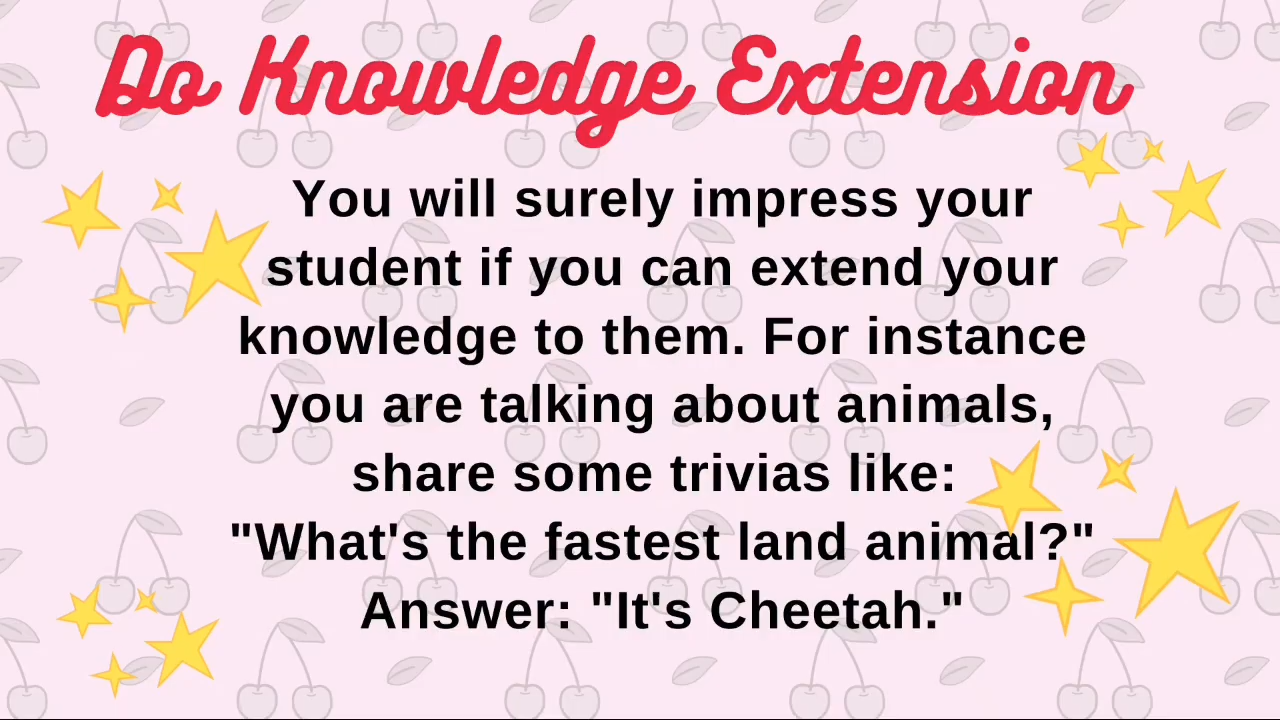 Do Knowledge Extension
You will surely impress your
student if you can extend your
knowledge to them. For instance
you are talking about animals,
share some trivias like:
"What's the fastest land animal?"
Answer: "It's Cheetah."